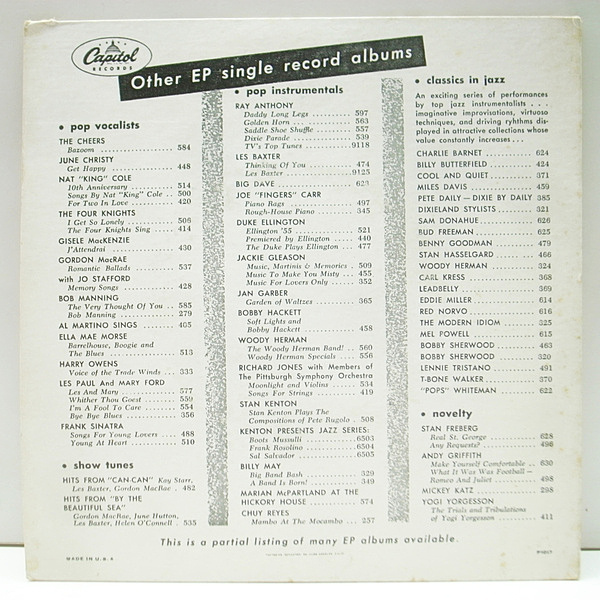 Capitol
RECORDS
Other EP single record albums
• pop vocalists
THE CHEERS
Bazoom ........ 584
JUNE CHRISTY
Get Happy ........ 448
NAT "KING" COLE
10th Anniversary ........ 514
Songs By Nat "King" Cole .. 500
For Two In Love ........ 420
THE FOUR KNIGHTS
I Get So Lonely ........ 506
The Four Knights Sing ... 414
GISELE MacKENZIE
J'Attendrai ........ 430
GORDON MacRAE
Romantic Ballads ........ 537
with JO STAFFORD
Memory Songs ........ 428
BOB MANNING
The Very Thought Of You .. 585
Bob Manning ........ 279
AL MARTINO SINGS .... 405
ELLA MAE MORSE
Barrelhouse, Boogie and
The Blues ........ 513
HARRY OWENS
Voice of the Trade Winds .. 333
LES PAUL And MARY FORD
Les And Mary ........ 577
Whither Thou Goest ..... 559
I'm A Fool To Care ..... 554
Bye Bye Blues ........ 356
FRANK SINATRA
Songs For Young Lovers ... 488
Young At Heart ........ 510
• show tunes
HITS FROM "CAN-CAN" Kay Starr,
Les Baxter, Gordon MacRae . 482
HITS FROM "BY THE
BEAUTIFUL SEA"
Gordon MacRae, June Hutton,
Les Baxter, Helen O'Connell . 535
• pop instrumentals
RAY ANTHONY
Daddy Long Legs ........ 597
Golden Horn ........ 563
Saddle Shoe Shuffle ..... 557
Dixie Parade ........ 539
TV's Top Tunes ........ 9118
LES BAXTER
Thinking Of You ........ 474
Les Baxter ........ 9125
BIG DAVE ........ 623
JOE "FINGERS" CARR
Piano Rags ........ 497
Rough-House Piano ..... 345
DUKE ELLINGTON
Ellington '55 ........ 521
Premiered by Ellington .... 440
The Duke Plays Ellington .. 477
JACKIE GLEASON
Music, Martinis & Memories . 509
Music To Make You Misty .. 455
Music For Lovers Only .... 352
JAN GARBER
Garden of Waltzes ...... 365
BOBBY HACKETT
Soft Lights and
Bobby Hackett ........ 458
WOODY HERMAN
The Woody Herman Band! .. 560
Woody Herman Specials ... 556
RICHARD JONES with Members of
The Pittsburgh Symphony Orchestra
Moonlight and Violins .... 534
Songs For Strings ...... 419
STAN KENTON
Stan Kenton Plays The
Compositions of Pete Rugolo . 508
KENTON PRESENTS JAZZ SERIES:
Boots Mussulli ........ 6503
Frank Rosolino ........ 6504
Sal Salvador ........ 6505
BILLY MAY
Big Band Bash ........ 329
A Band Is Born! ........ 349
MARIAN McPARTLAND AT THE
HICKORY HOUSE ..... 574
CHUY REYES
Mambo At The Mocambo ... 257
• classics in jazz
An exciting series of performances
by top jazz instrumentalists . . .
imaginative improvisations, virtuoso
techniques, and driving rhythms dis-
played in attractive collections whose
value constantly increases . . .
CHARLIE BARNET ........ 624
BILLY BUTTERFIELD ....... 424
COOL AND QUIET ........ 371
MILES DAVIS ........ 459
PETE DAILY — DIXIE BY DAILY 385
DIXIELAND STYLISTS ...... 321
SAM DONAHUE ........ 626
BUD FREEMAN ........ 625
BENNY GOODMAN ....... 479
STAN HASSELGARD ...... 466
WOODY HERMAN ........ 324
CARL KRESS ........ 368
LEADBELLY ........ 369
EDDIE MILLER ........ 614
RED NORVO ........ 616
THE MODERN IDIOM ..... 325
MEL POWELL ........ 615
BOBBY SHERWOOD ...... 463
BOBBY SHERWOOD ...... 320
LENNIE TRISTANO ....... 491
T-BONE WALKER ........ 370
"POPS" WHITEMAN ...... 622
• novelty
STAN FREBERG
Real St. George ........ 628
Any Requests? ........ 496
ANDY GRIFFITH
Make Yourself Comfortable .. 630
What It Was Was Football —
Romeo And Juliet ...... 498
MICKEY KATZ ........ 298
YOGI YORGESSON
The Trials and Tribulations
of Yogi Yorgesson ..... 411
This is a partial listing of many EP albums available.
MADE IN U.S.A.